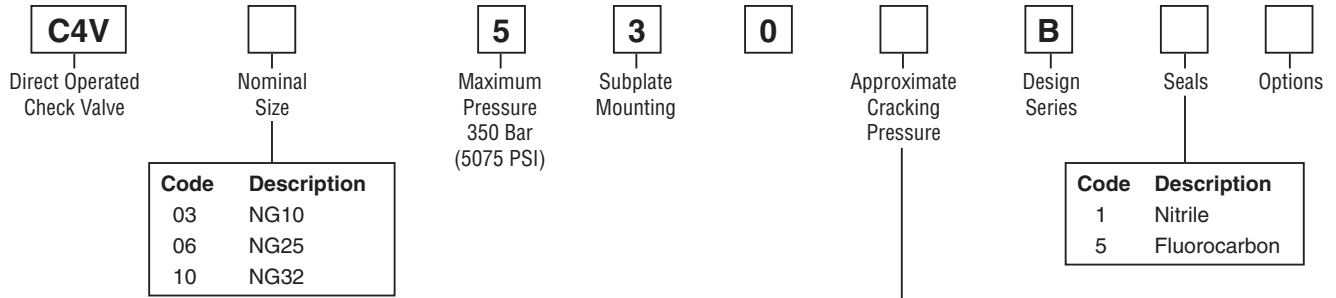 C4V 5 3 0 B
Direct Operated Check Valve
Nominal Size
Maximum Pressure 350 Bar (5075 PSI)
Subplate Mounting
Approximate Cracking Pressure
Design Series
Seals
Options
Code Description
03 NG10
06 NG25
10 NG32
Code Description
1 Nitrile
5 Fluorocarbon